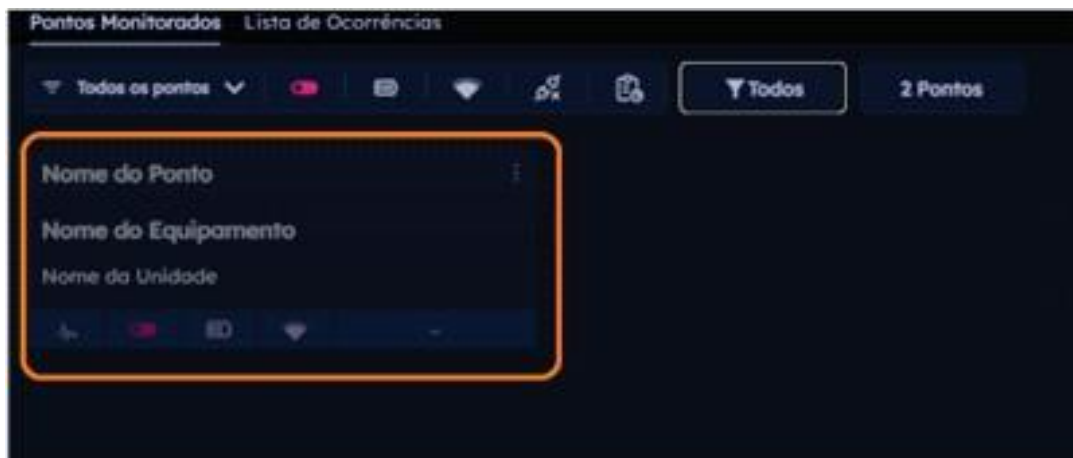 Pontos Monitorados Lista de Ocorrências
Todos os pontos Todos 2 Pontos
Nome do Ponto
Nome do Equipamento
Nome da Unidade
-